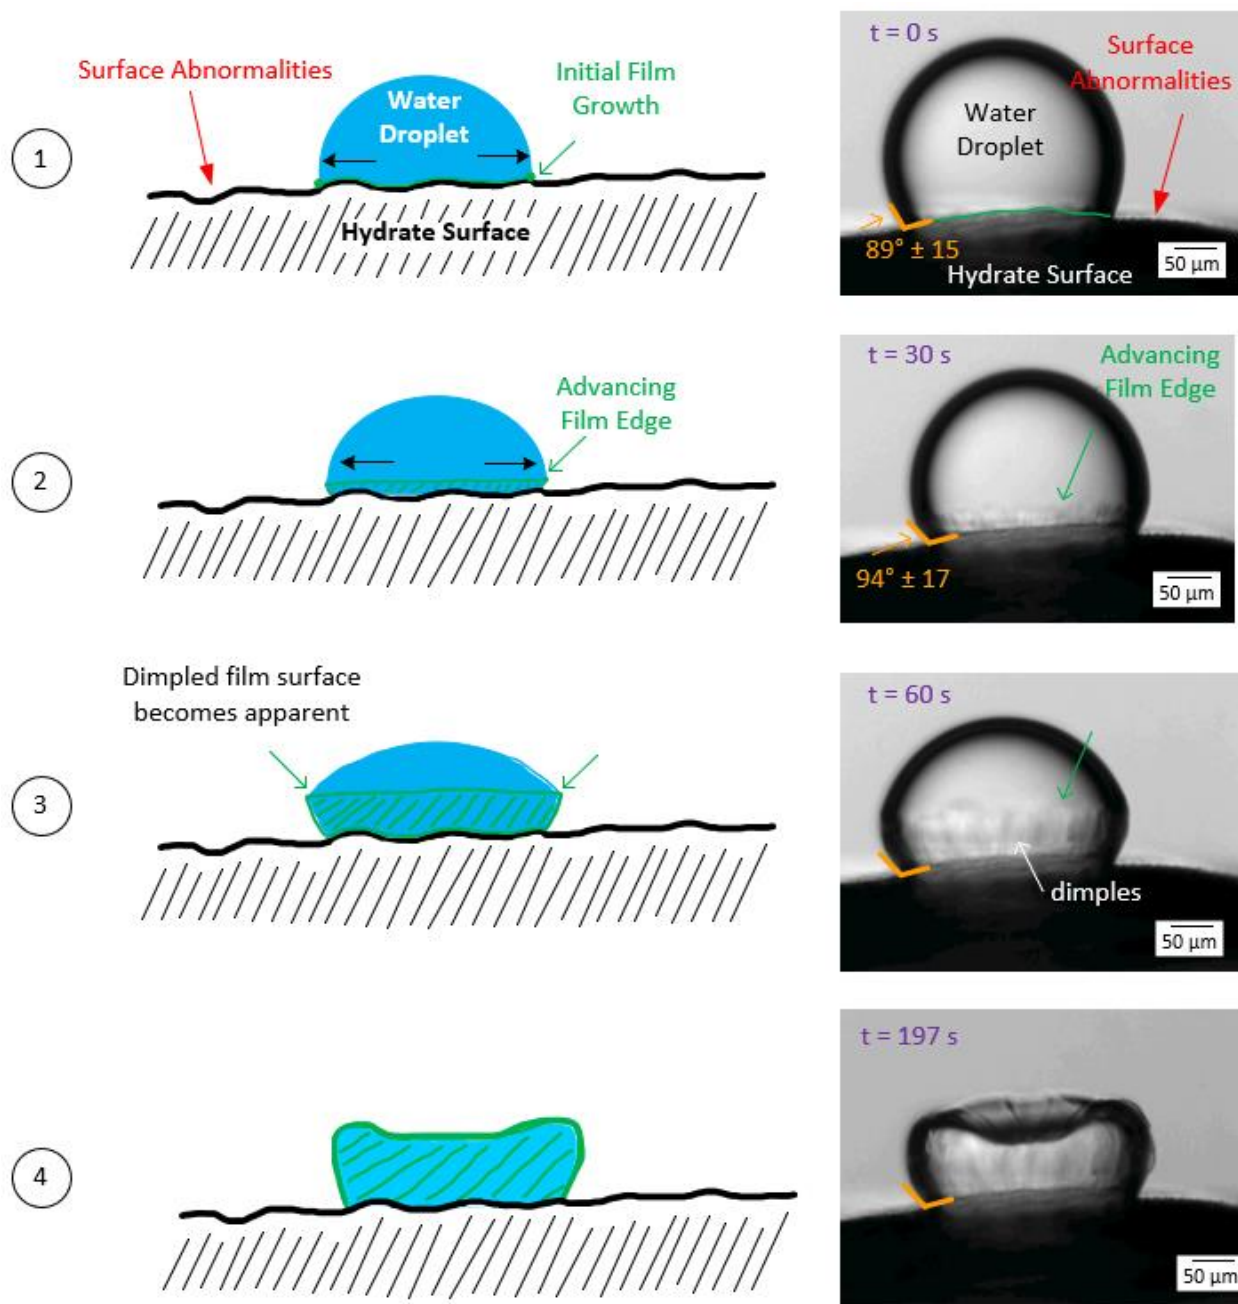 1
Surface Abnormalities
Water
Droplet
Initial Film
Growth
Hydrate Surface
t = 0 s
Surface
Abnormalities
Water
Droplet
89° ± 15
Hydrate Surface
50 µm
2
Advancing
Film Edge
t = 30 s
Advancing
Film Edge
94° ± 17
50 µm
3
Dimpled film surface
becomes apparent
t = 60 s
dimples
50 µm
4
t = 197 s
50 µm